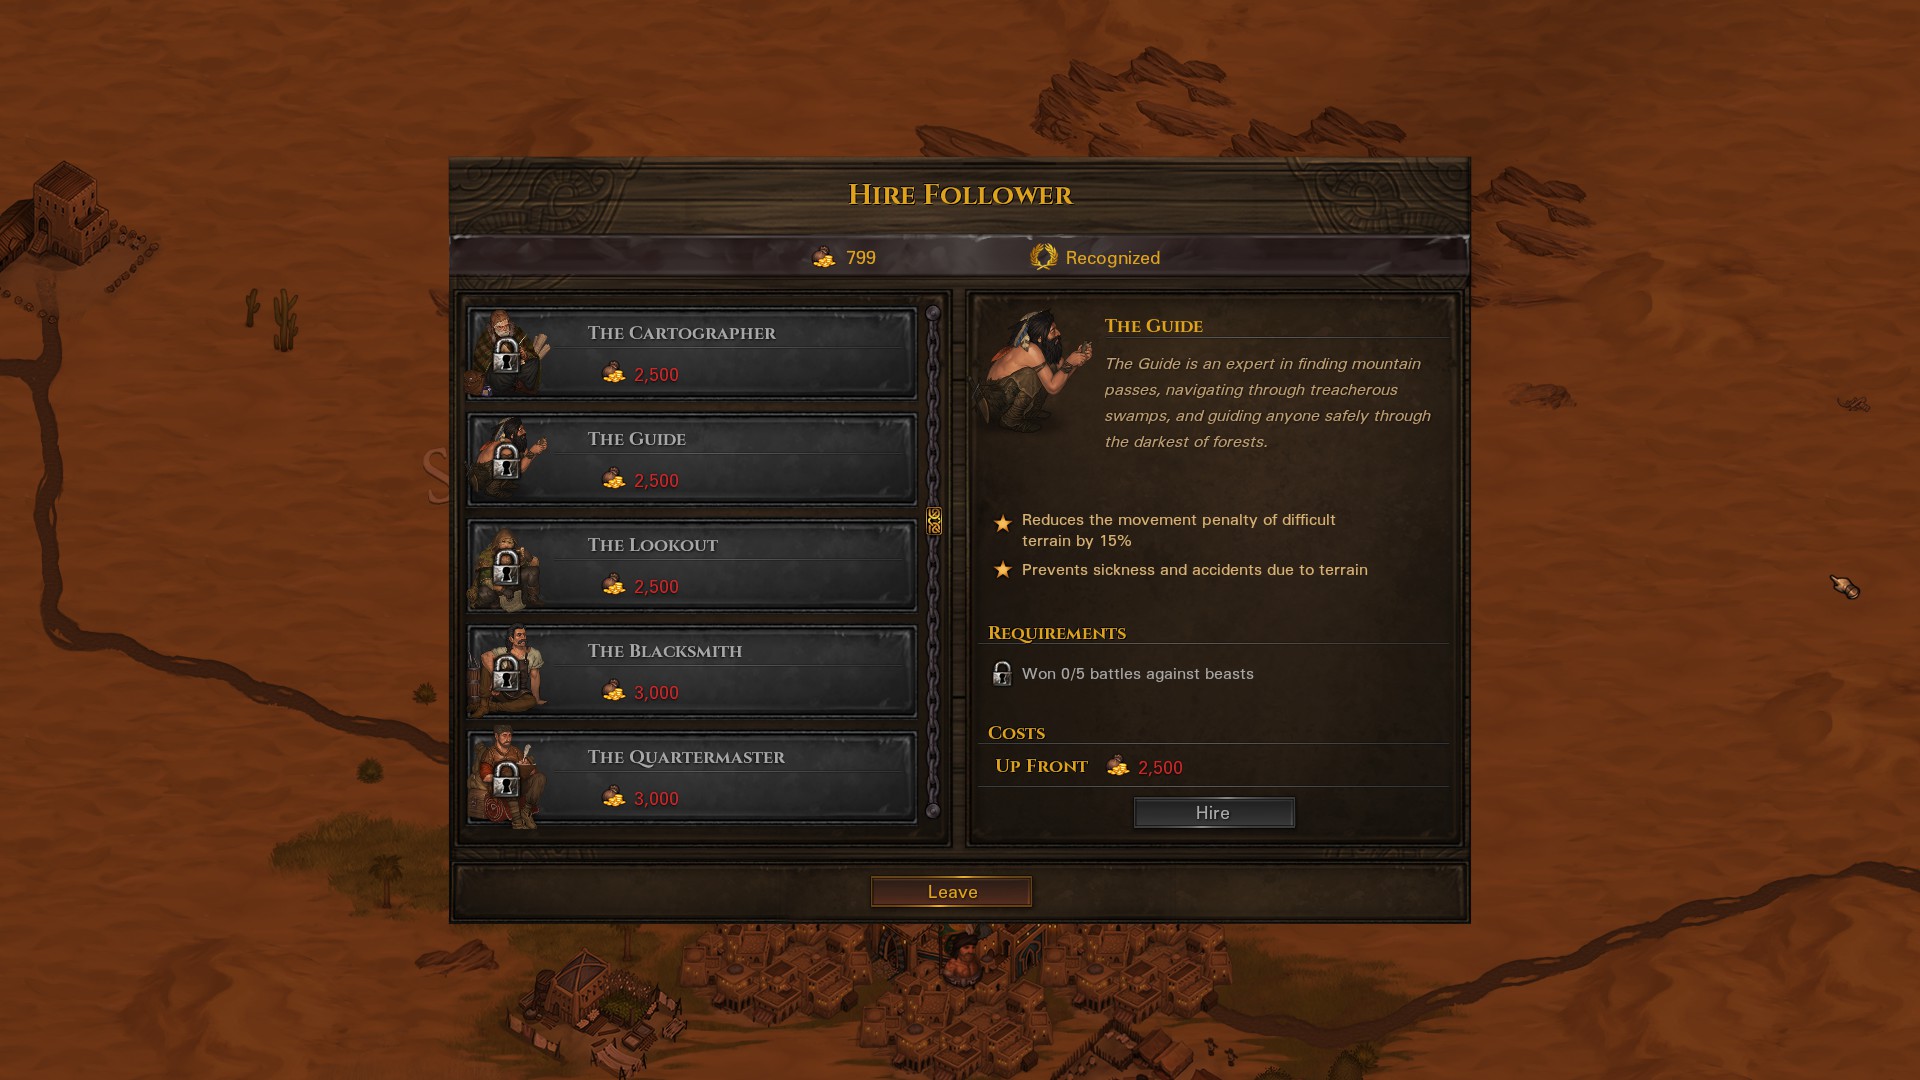 Hire Follower
799
Recognized
The Cartographer
2,500
The Guide
2,500
The Lookout
2,500
The Blacksmith
3,000
The Quartermaster
3,000
The Guide
The Guide is an expert in finding mountain
passes, navigating through treacherous
swamps, and guiding anyone safely through
the darkest of forests.
Reduces the movement penalty of difficult
terrain by 15%
Prevents sickness and accidents due to terrain
Requirements
Won 0/5 battles against beasts
Costs
Up Front 2,500
Hire
Leave
S